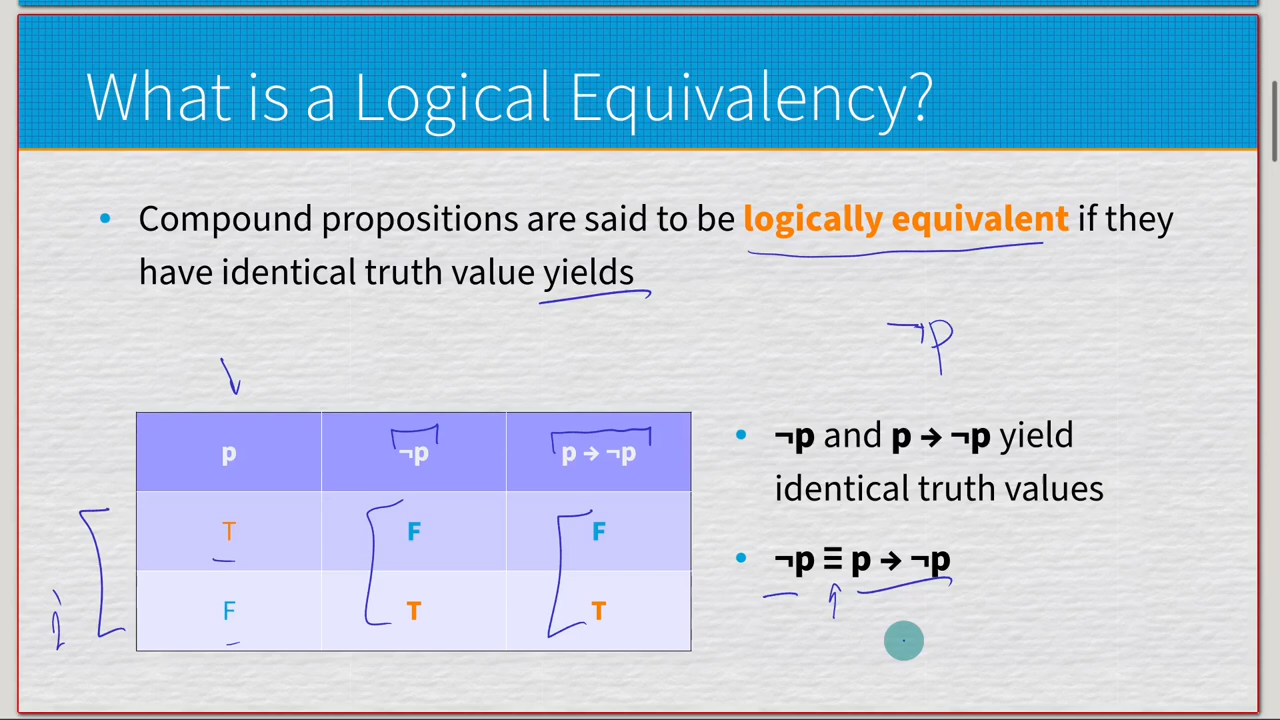 What is a Logical Equivalency?
• Compound propositions are said to be logically equivalent if they
have identical truth value yields
¬p
p ¬p p → ¬p
T F F
F T T
• ¬p and p → ¬p yield
identical truth values
• ¬p ≡ p → ¬p